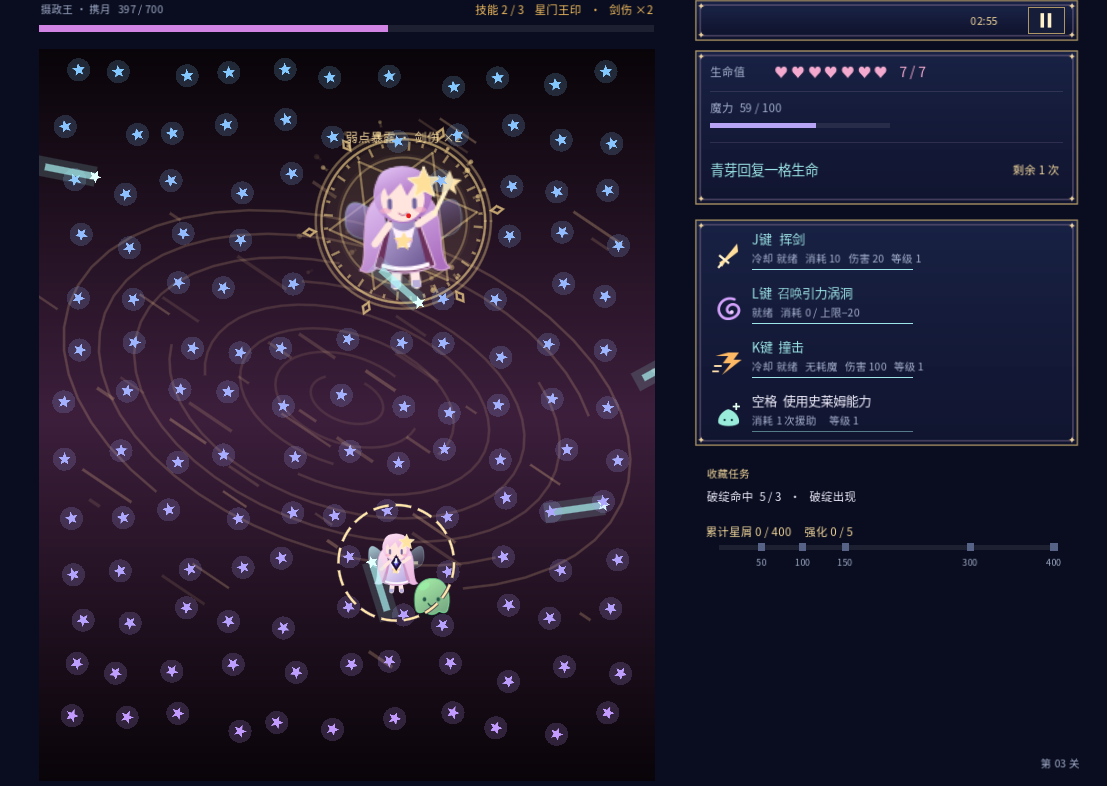 摄政王・携月 397 / 700
技能 2 / 3 星门王印 ・ 剑伤 ×2
02:55
弱点暴露 ・ 剑伤 ×2
生命值 7 / 7
魔力 59 / 100
青芽回复一格生命 剩余 1 次
J键 挥剑
冷却 就绪 消耗 10 伤害 20 等级 1
L键 召唤引力涡洞
就绪 消耗 0 / 上限−20
K键 撞击
冷却 就绪 无耗魔 伤害 100 等级 1
空格 使用史莱姆能力
消耗 1 次援助 等级 1
收藏任务
破绽命中 5 / 3 ・ 破绽出现
累计星屑 0 / 400 强化 0 / 5
50 100 150 300 400
第 03 关